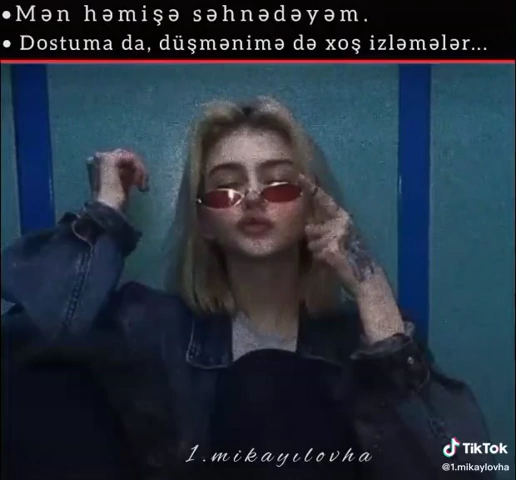 •Mən həmişə səhnədəyəm.
• Dostuma da, düşmənimə də xoş izləmələr...
1.mikayılovha
TikTok
@1.mikaylovha